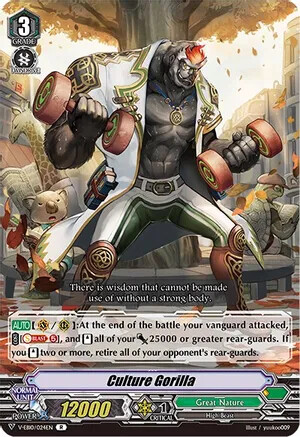 3
GRADE
There is wisdom that cannot be made
use of without a strong body.
AUTO : At the end of the battle your vanguard attacked,
BLAST 5 , and all of your 25000 or greater rear-guards. If
you two or more, retire all of your opponent's rear-guards.
Culture Gorilla
NORMAL
UNIT
POWER 12000
1
CRITICAL
Great Nature
High Beast
V-EB10/024EN R
Illust / yuukoo009